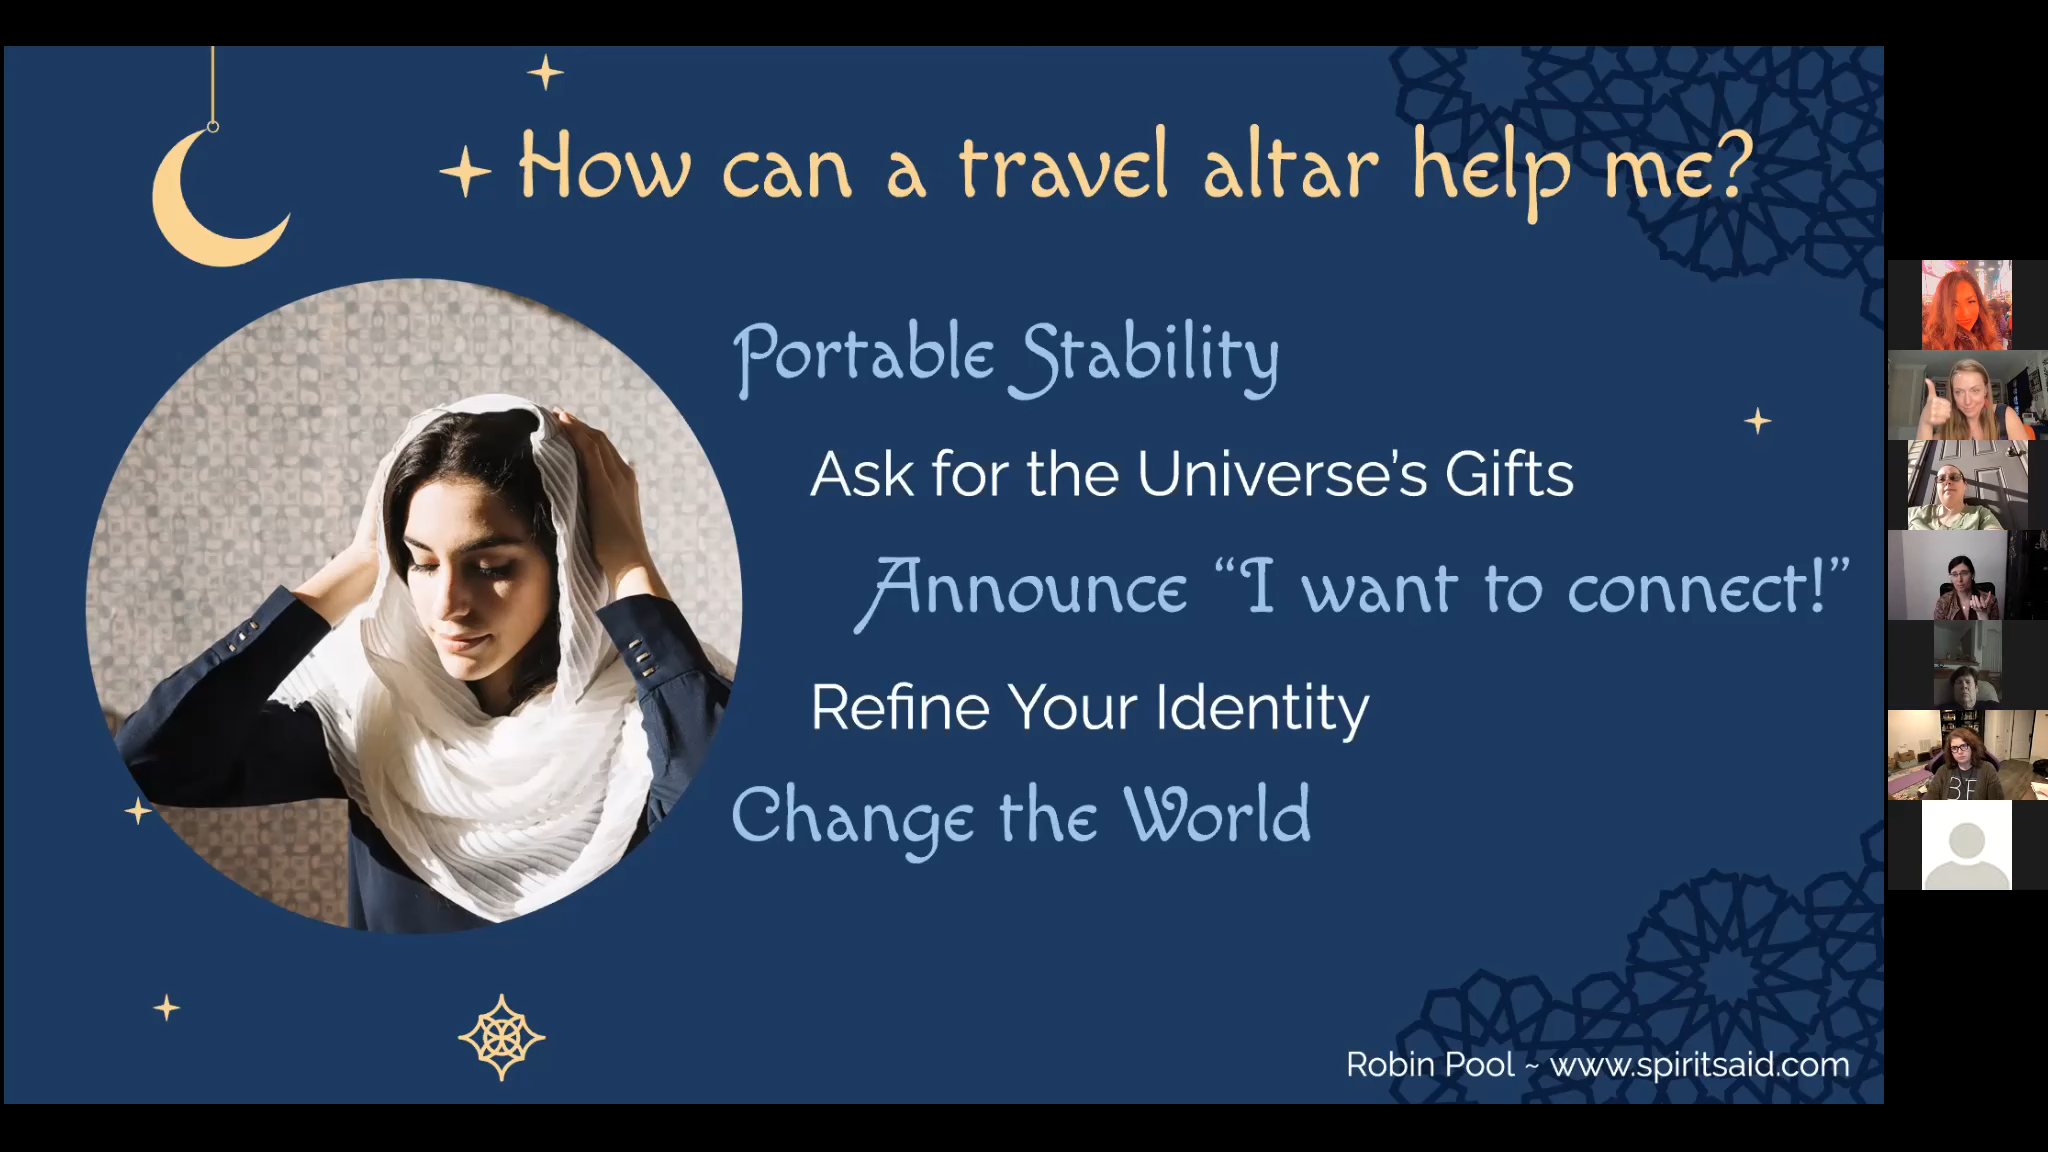 How can a travel altar help me?
Portable Stability
Ask for the Universe’s Gifts
Announce “I want to connect!”
Refine Your Identity
Change the World
Robin Pool ~ www.spiritsaid.com
BE